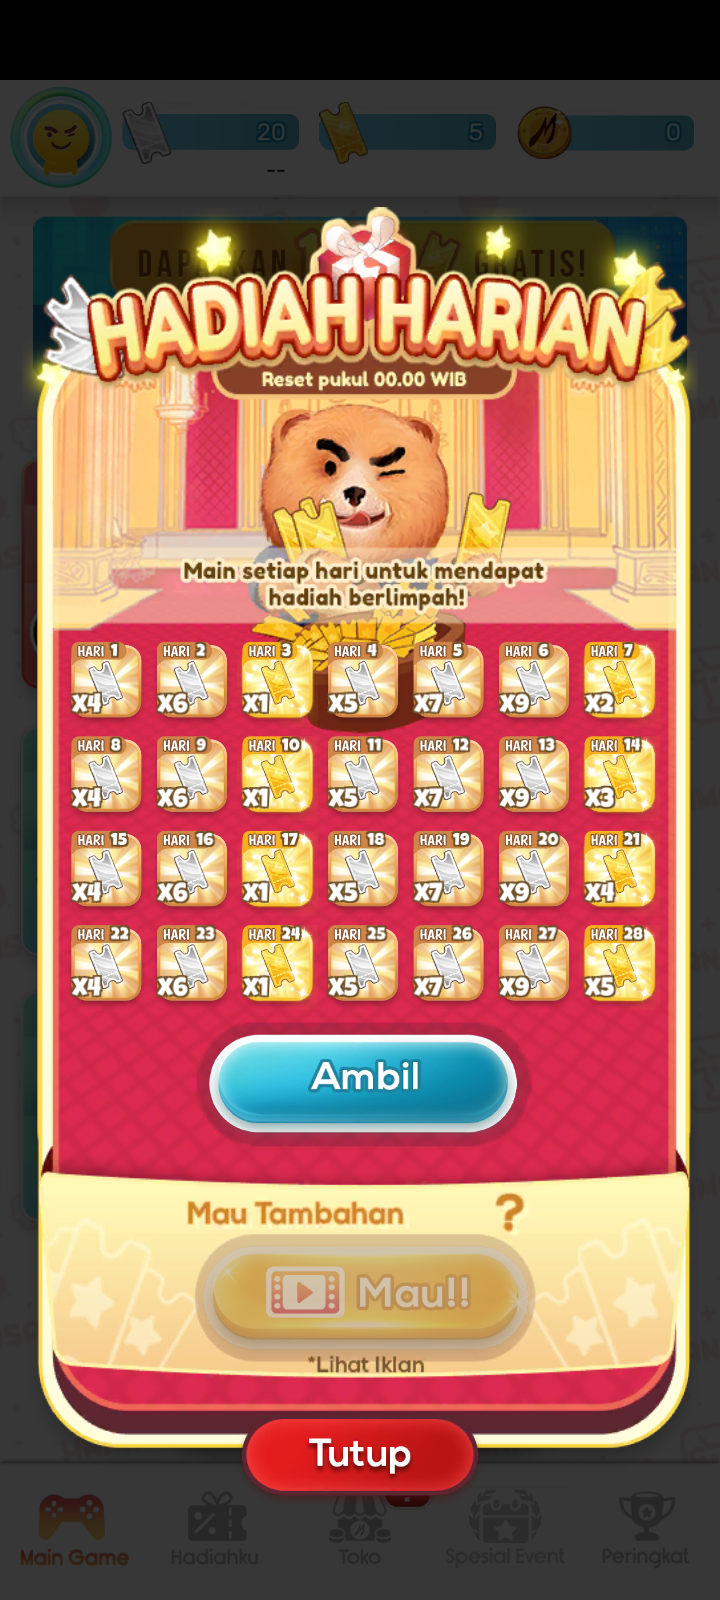 20
5
0
--
DAPATKAN
GRATIS!
HADIAH HARIAN
Reset pukul 00.00 WIB
Main setiap hari untuk mendapat
hadiah berlimpah!
HARI 1 HARI 2 HARI 3 HARI 4 HARI 5 HARI 6 HARI 7
X4 X6 X1 X5 X7 X9 X2
HARI 8 HARI 9 HARI 10 HARI 11 HARI 12 HARI 13 HARI 14
X4 X6 X1 X5 X7 X9 X3
HARI 15 HARI 16 HARI 17 HARI 18 HARI 19 HARI 20 HARI 21
X4 X6 X1 X5 X7 X9 X4
HARI 22 HARI 23 HARI 24 HARI 25 HARI 26 HARI 27 HARI 28
X4 X6 X1 X5 X7 X9 X5
Ambil
Mau Tambahan ?
Mau!!
*Lihat Iklan
Tutup
Main Game
Hadiahku
Toko
Spesial Event
Peringkat